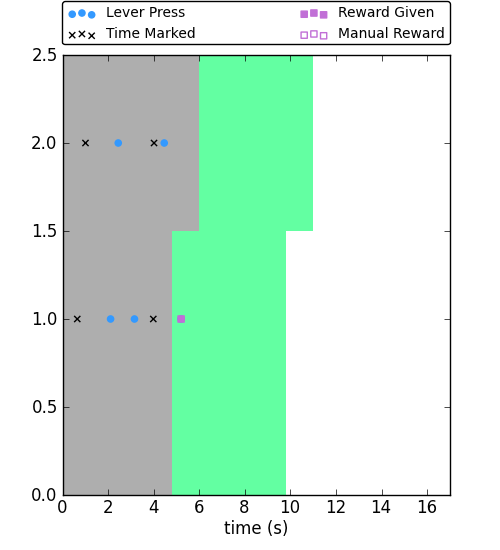 Lever Press
Reward Given
Time Marked
Manual Reward
2.5
2.0
1.5
1.0
0.5
0.0
0 2 4 6 8 10 12 14 16
time (s)